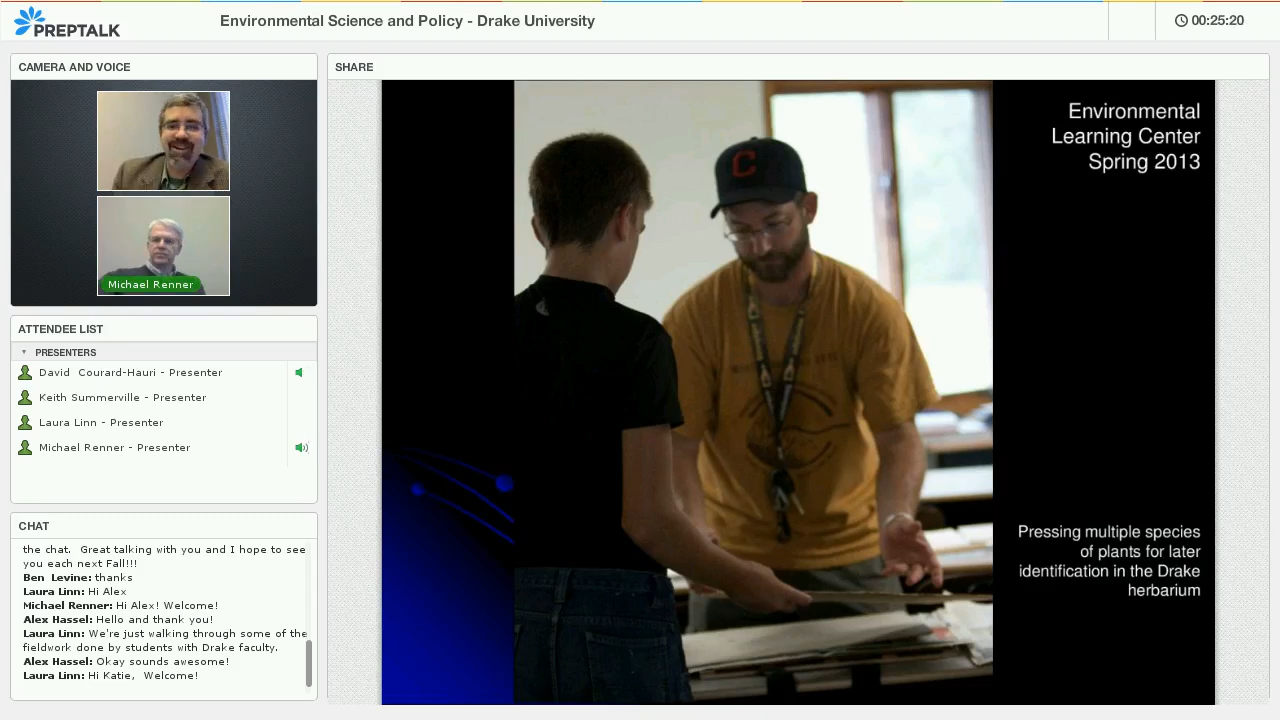 PREPTALK
Environmental Science and Policy - Drake University
00:25:20
CAMERA AND VOICE
Michael Renner
ATTENDEE LIST
PRESENTERS
David Courard-Hauri - Presenter
Keith Summerville - Presenter
Laura Linn - Presenter
Michael Renner - Presenter
CHAT
the chat. Great talking with you and I hope to see
you each next Fall!!!
Ben Levine: thanks
Laura Linn: Hi Alex
Michael Renner: Hi Alex! Welcome!
Alex Hassel: Hello and thank you!
Laura Linn: We're just walking through some of the
fieldwork done by students with Drake faculty.
Alex Hassel: Okay sounds awesome!
Laura Linn: Hi Katie, Welcome!
SHARE
C
Environmental
Learning Center
Spring 2013
Pressing multiple species
of plants for later
identification in the Drake
herbarium